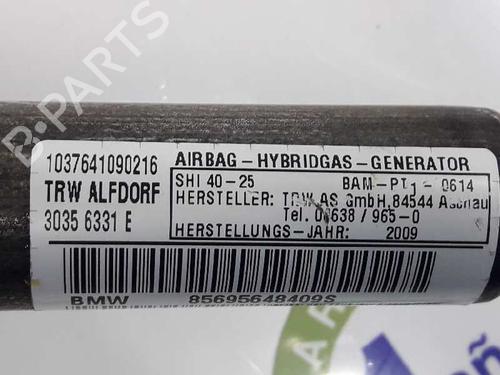 1037641090216
TRW ALFDORF
3035 6331 E
AIRBAG-HYBRIDGAS-GENERATOR
SHI 40-25 BAM-PT1-0614
HERSTELLER: TRW AS GmbH, 84544 Aschau
Tel. 08638/965-0
HERSTELLUNGS-JAHR: 2009
BMW 85695648409S
B-Parts